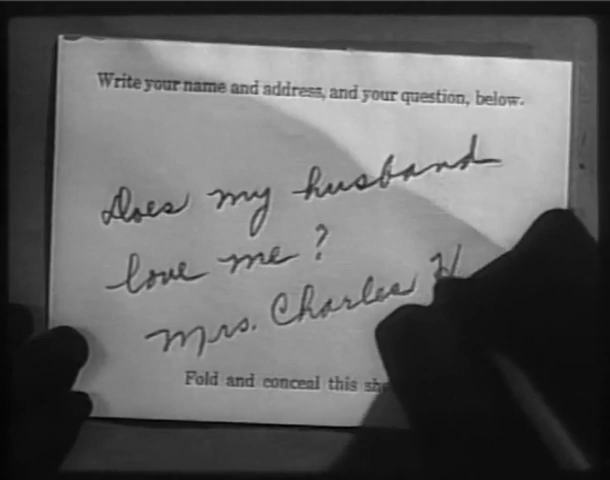 Write your name and address, and your question, below.
Does my husband
love me?
Mrs. Charles H
Fold and conceal this